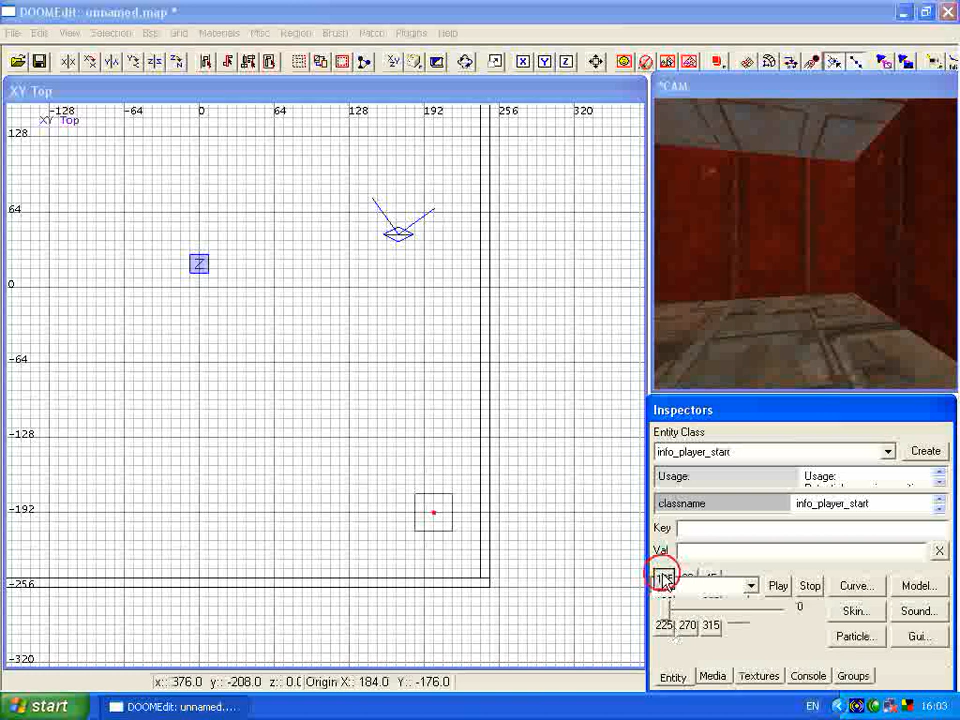 DOOMEdit: unnamed.map *
File Edit View Selection Bsp Grid Materials Misc Region Brush Patch Plugins Help
X Y Z
XY Top
*CAM
-128 -64 0 64 128 192 256 320
XY Top
128
64
0
-64
-128
-192
-256
-320
Z
Inspectors
Entity Class
info_player_start
Create
Usage: Usage:
classname info_player_start
Key
Val X
Play Stop Curve... Model...
0 Skin... Sound...
225 270 315
Particle... Gui...
Entity Media Textures Console Groups
x:: 376.0 y:: -208.0 z:: 0.0 Origin X:: 184.0 Y:: -176.0
start DOOMEdit: unnamed.... EN 16:03